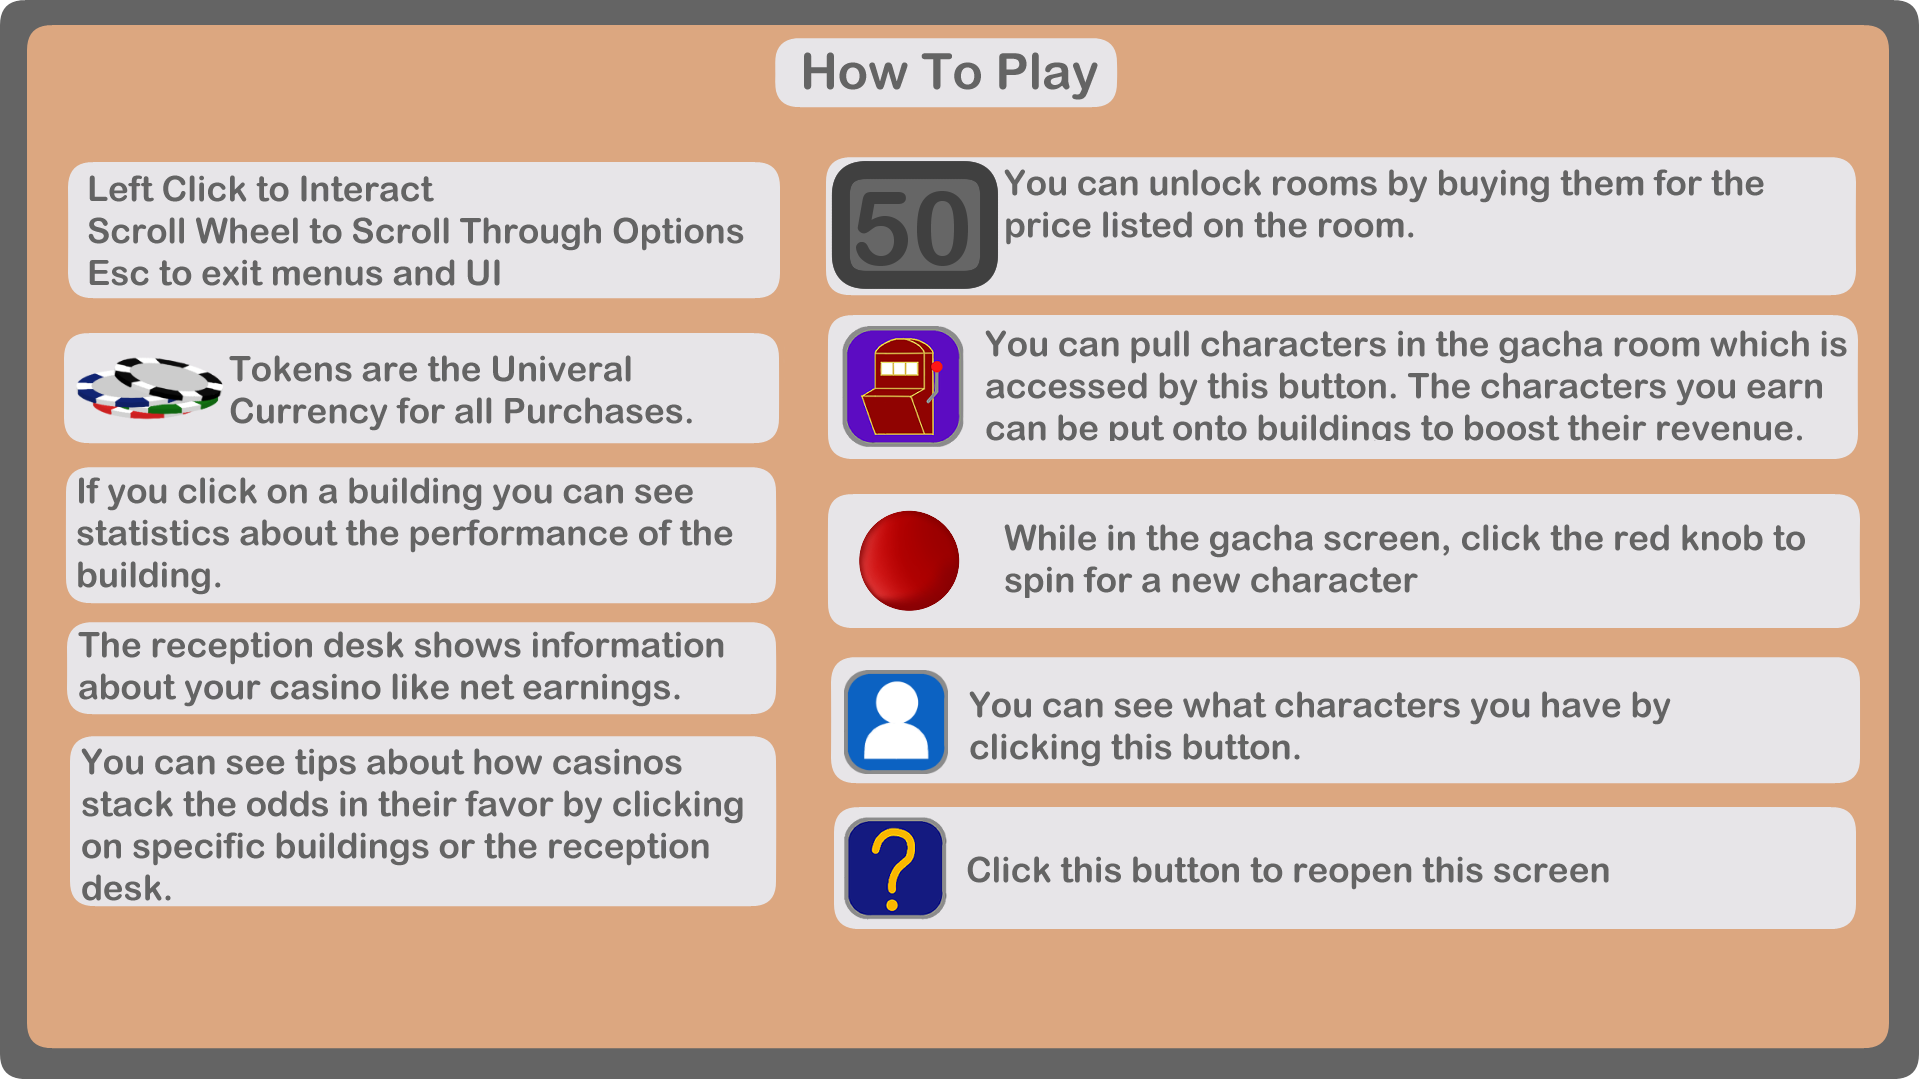 How To Play
Left Click to Interact
Scroll Wheel to Scroll Through Options
Esc to exit menus and UI
Tokens are the Univeral
Currency for all Purchases.
If you click on a building you can see
statistics about the performance of the
building.
The reception desk shows information
about your casino like net earnings.
You can see tips about how casinos
stack the odds in their favor by clicking
on specific buildings or the reception
desk.
50
You can unlock rooms by buying them for the
price listed on the room.
You can pull characters in the gacha room which is
accessed by this button. The characters you earn
can be put onto buildings to boost their revenue.
While in the gacha screen, click the red knob to
spin for a new character
You can see what characters you have by
clicking this button.
?
Click this button to reopen this screen